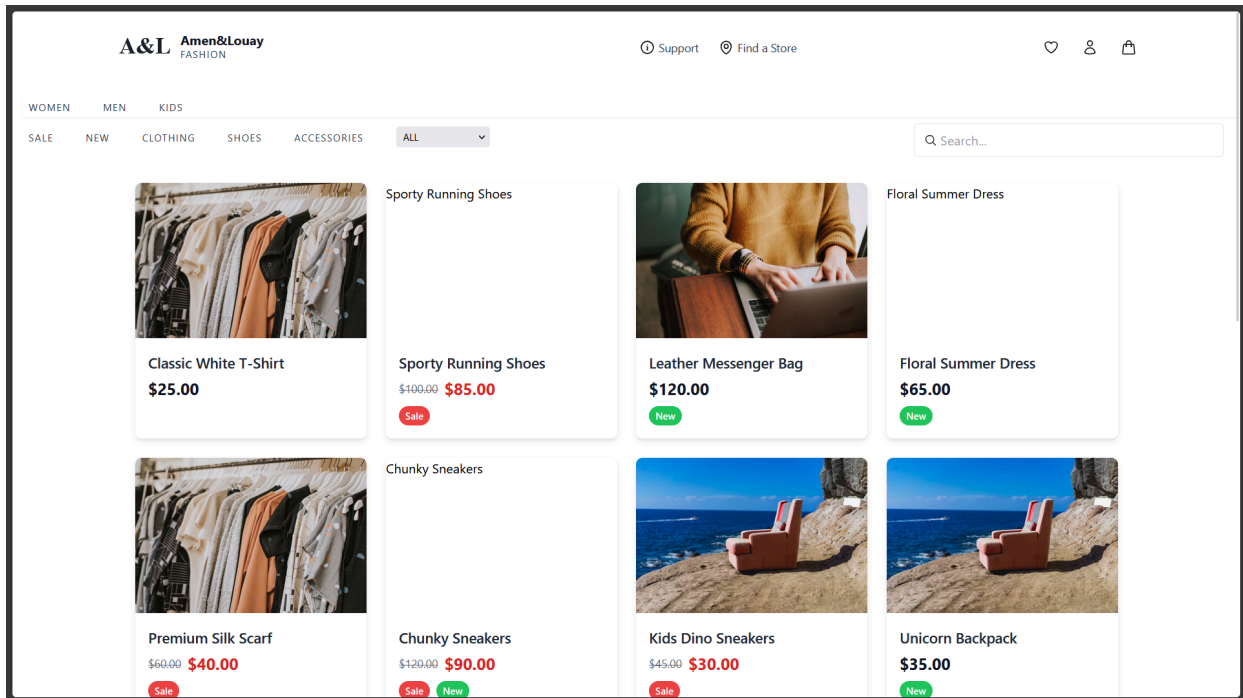 A&L Amen&Louay
FASHION
Support Find a Store
WOMEN MEN KIDS
SALE NEW CLOTHING SHOES ACCESSORIES ALL Search...
Sporty Running Shoes Floral Summer Dress
Classic White T-Shirt Sporty Running Shoes Leather Messenger Bag Floral Summer Dress
$25.00 $100.00 $85.00 $120.00 $65.00
Sale New New
Chunky Sneakers
Premium Silk Scarf Chunky Sneakers Kids Dino Sneakers Unicorn Backpack
$60.00 $40.00 $120.00 $90.00 $45.00 $30.00 $35.00
Sale Sale New Sale New